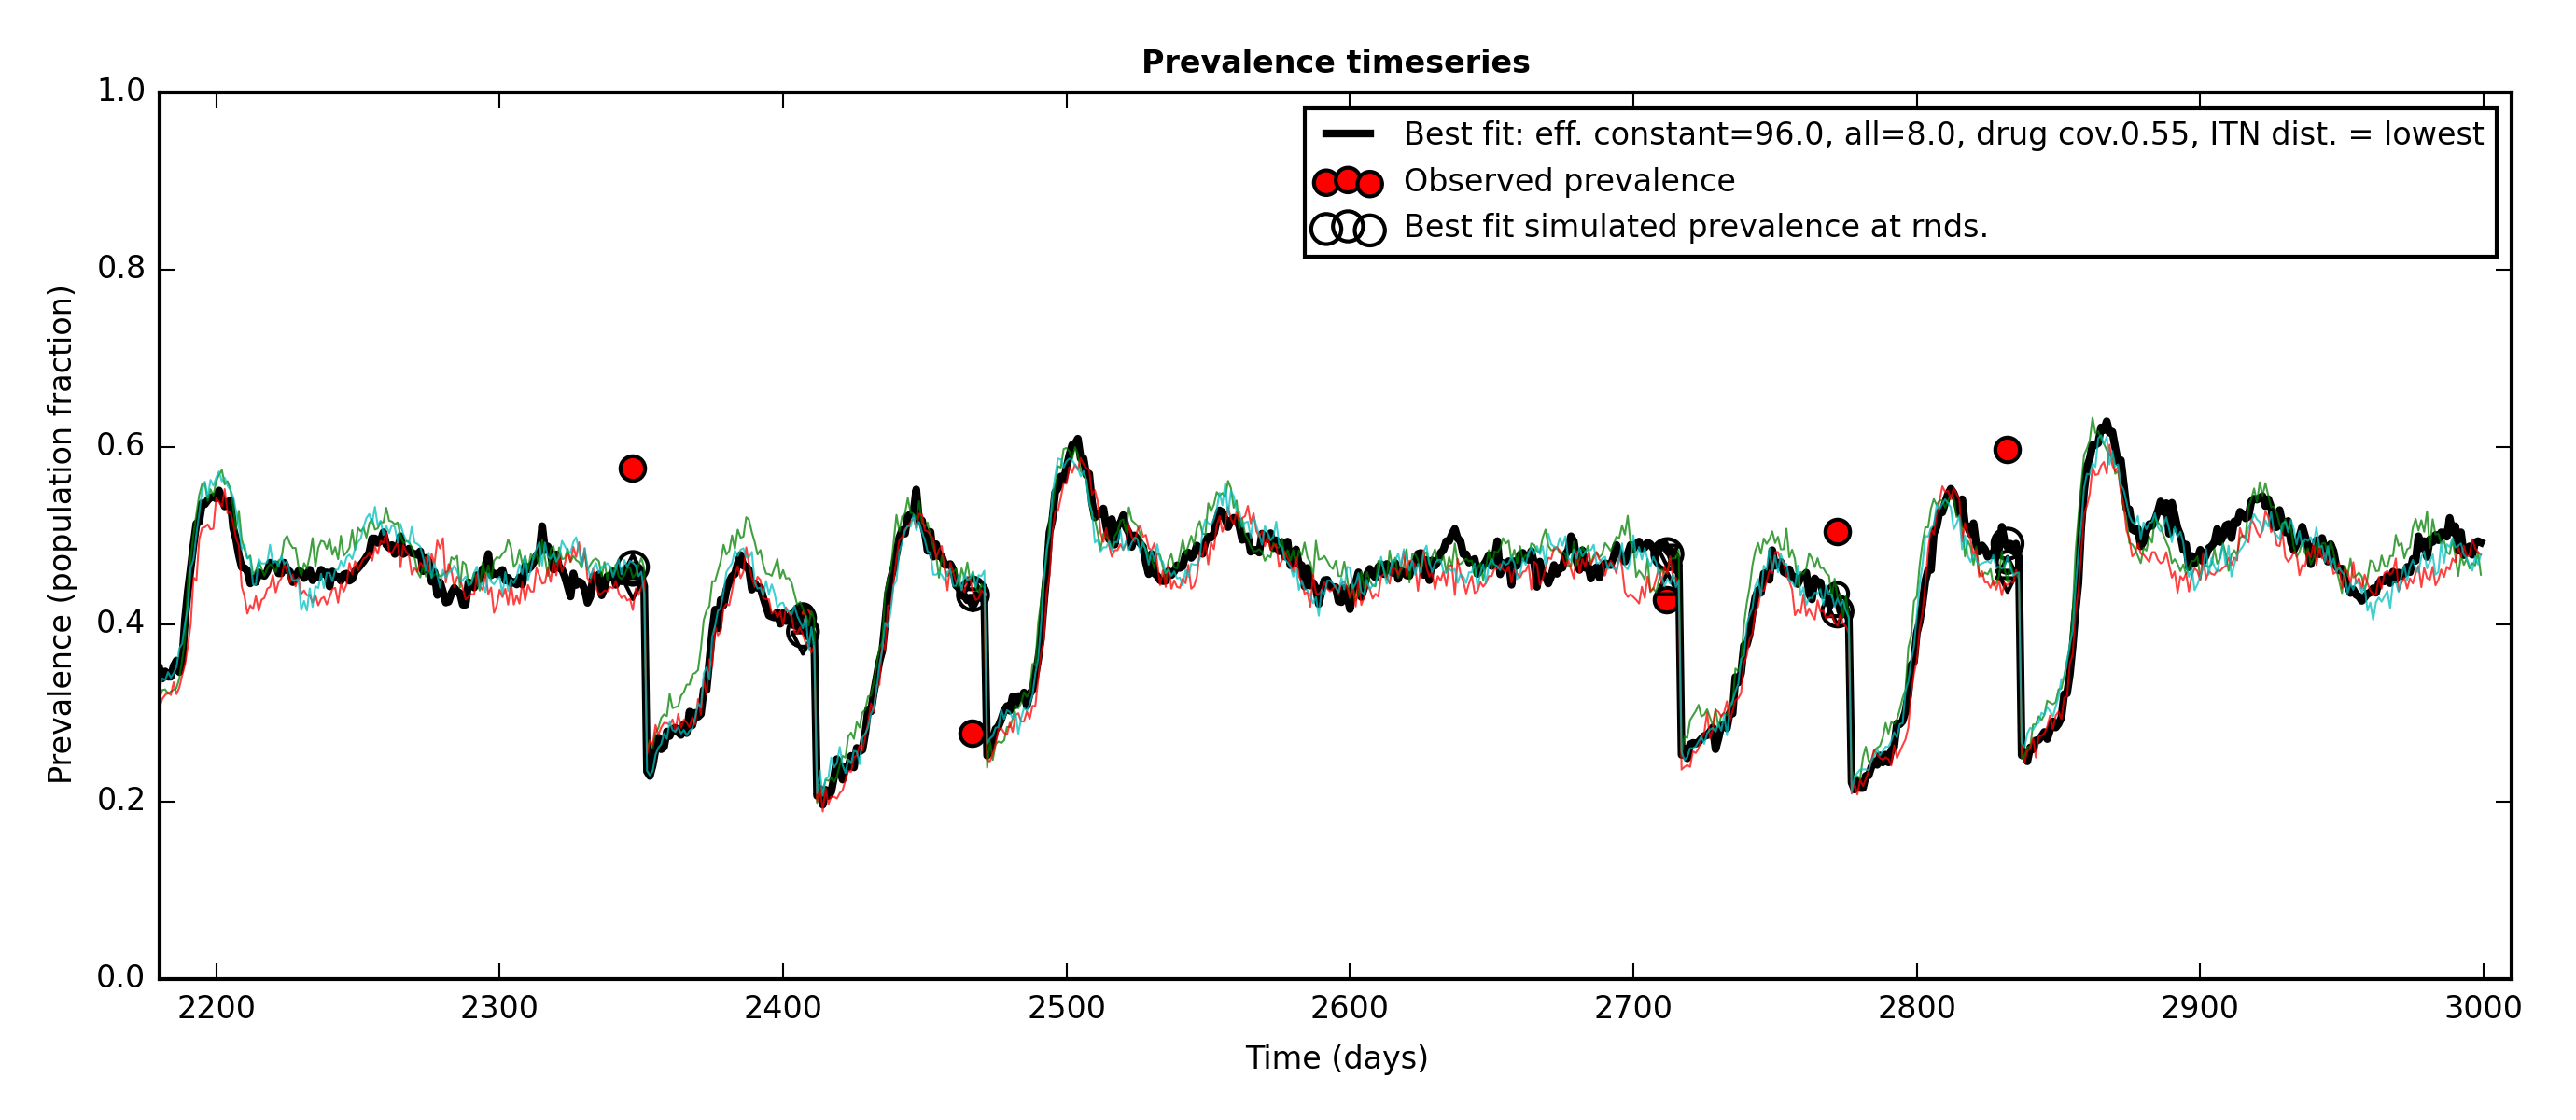 Prevalence timeseries
1.0
0.8
0.6
0.4
0.2
0.0
Prevalence (population fraction)
Best fit: eff. constant=96.0, all=8.0, drug cov.0.55, ITN dist. = lowest
Observed prevalence
Best fit simulated prevalence at rnds.
2200 2300 2400 2500 2600 2700 2800 2900 3000
Time (days)